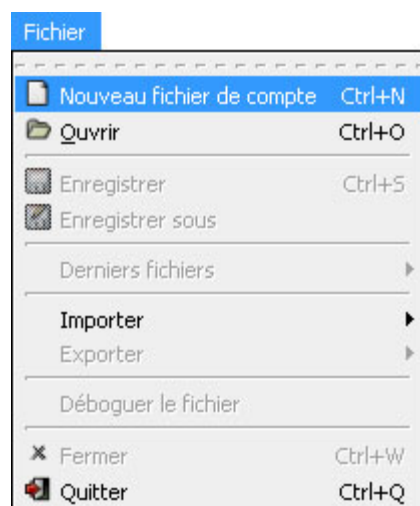 Fichier
Nouveau fichier de compte Ctrl+N
Ouvrir Ctrl+O
Enregistrer Ctrl+S
Enregistrer sous
Derniers fichiers
Importer
Exporter
Déboguer le fichier
Fermer Ctrl+W
Quitter Ctrl+Q